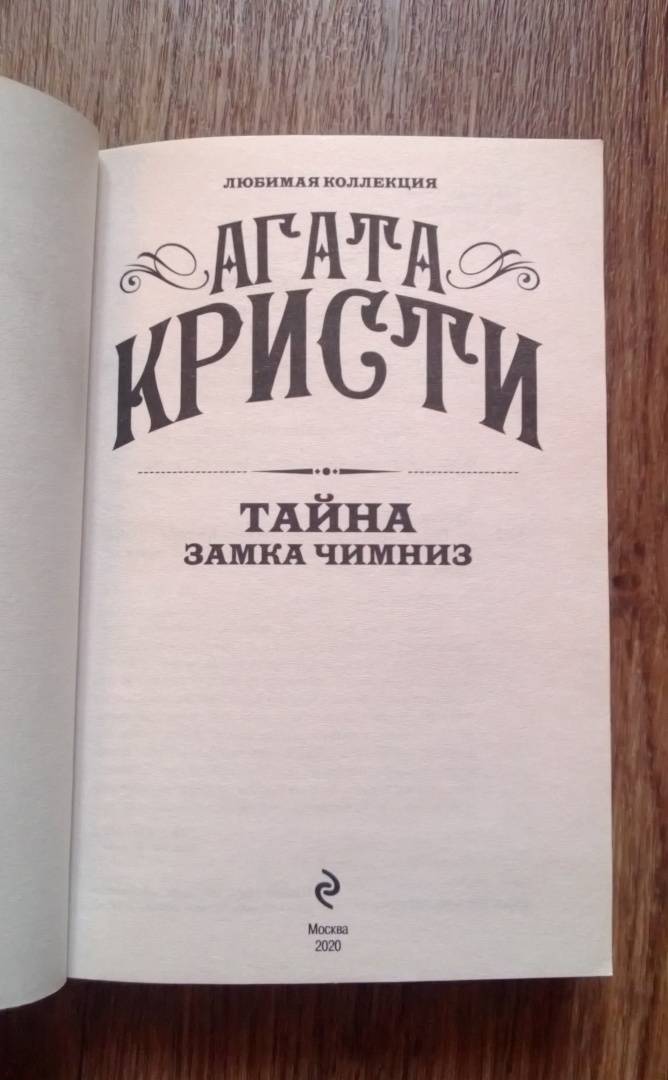 ЛЮБИМАЯ КОЛЛЕКЦИЯ
АГАТА
КРИСТИ
ТАЙНА
ЗАМКА ЧИМНИЗ
Москва
2020